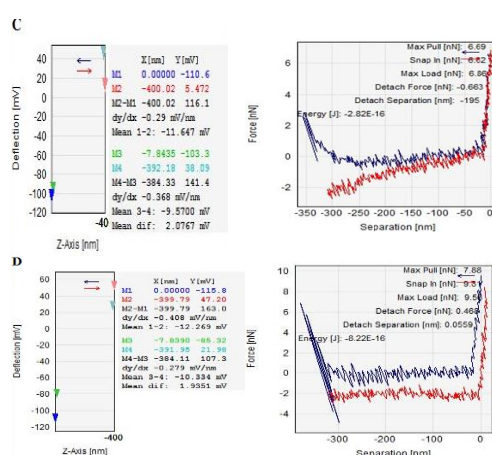 C
X[nm] Y[mV]
M1 0.00000 -110.6
M2 -400.02 5.472
M2-M1 -400.02 116.1
dy/dx -0.29 mV/nm
Mean 1-2: -11.647 mV
M3 -7.8435 -103.3
M4 -392.18 38.09
M4-M3 -384.33 141.4
dy/dx -0.368 mV/nm
Mean 3-4: -9.5700 mV
Mean dif: 2.0767 mV
Deflection [mV]
40
20
0
-20
-40
-60
-80
-100
-120
-40
Z-Axis [nm]
Max Pull [nN]: 6.69
Snap In [nN]: 6.62
Max Load [nN]: 6.86
Detach Force [nN]: -0.663
Detach Separation [nm]: -195
Energy [J]: -2.82E-16
Force [nN]
6
4
2
0
-2
-350 -300 -250 -200 -150 -100 -50 0
Separation [nm]
D
X[nm] Y[mV]
M1 0.00000 -115.8
M2 -399.79 47.20
M2-M1 -399.79 163.0
dy/dx -0.408 mV/nm
Mean 1-2: -12.269 mV
M3 -7.8390 -85.32
M4 -391.95 21.98
M4-M3 -384.11 107.3
dy/dx -0.279 mV/nm
Mean 3-4: -10.334 mV
Mean dif: 1.9351 mV
Deflection [mV]
60
40
20
0
-20
-40
-60
-80
-100
-120
-400
Z-Axis [nm]
Max Pull [nN]: 7.88
Snap In [nN]:
Max Load [nN]:
Detach Force [nN]:
Detach Separation [nm]: 0.0559
Energy [J]: -8.22E-16
Force [nN]
10
8
6
4
2
0
-2
-4
-300 -200 -100 0
Separation [nm]